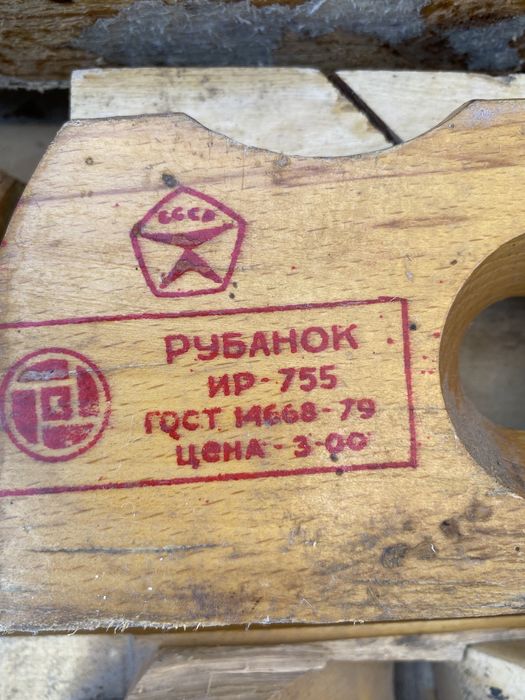 СССР
РУБАНОК
ИР-755
ГОСТ 14668-79
ЦЕНА-3-00